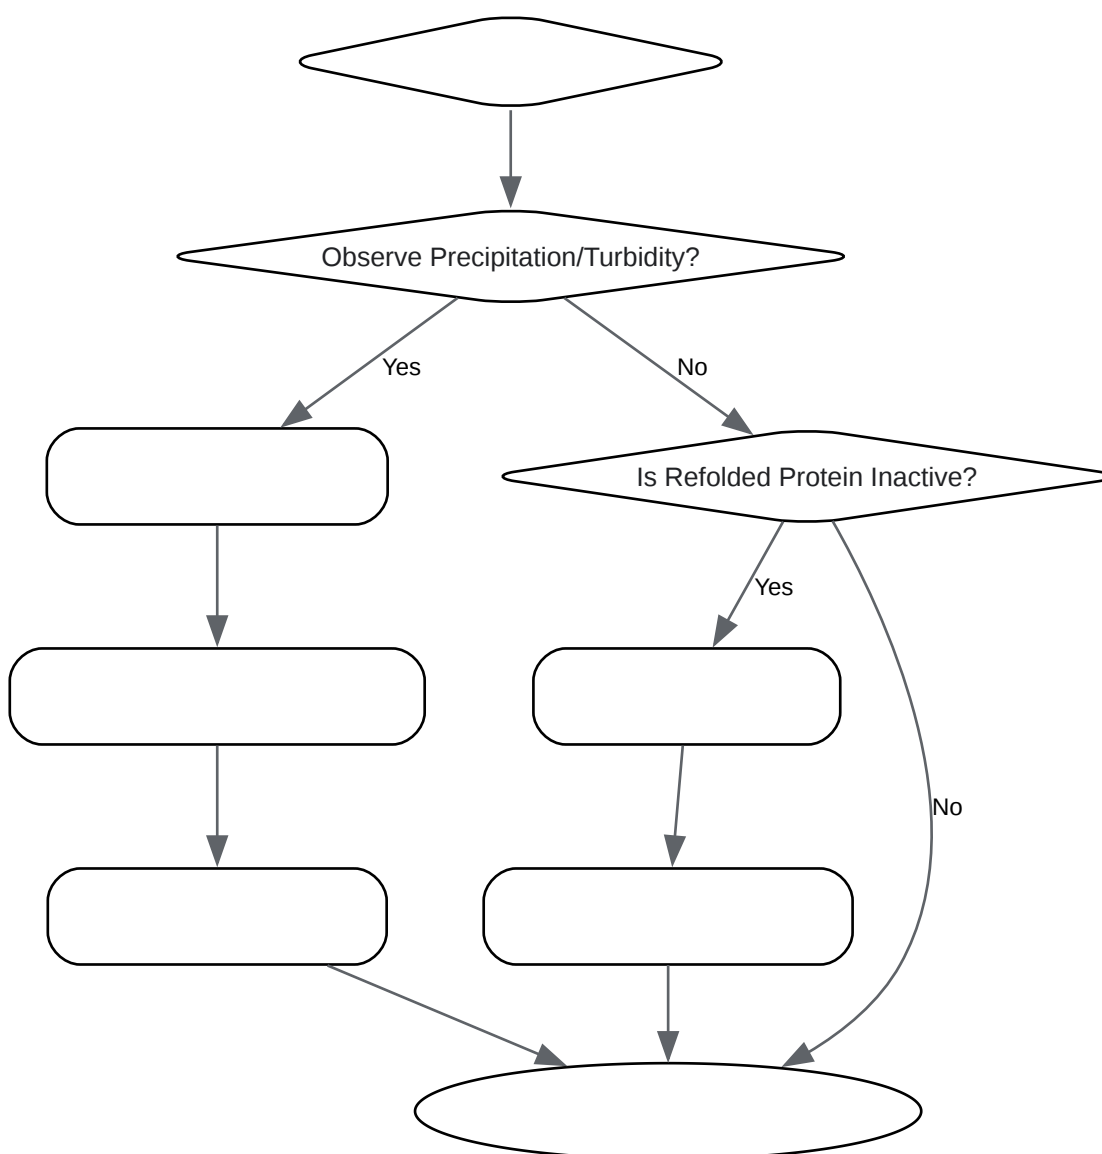 Observe Precipitation/Turbidity?
Yes
No
Is Refolded Protein Inactive?
Yes
No